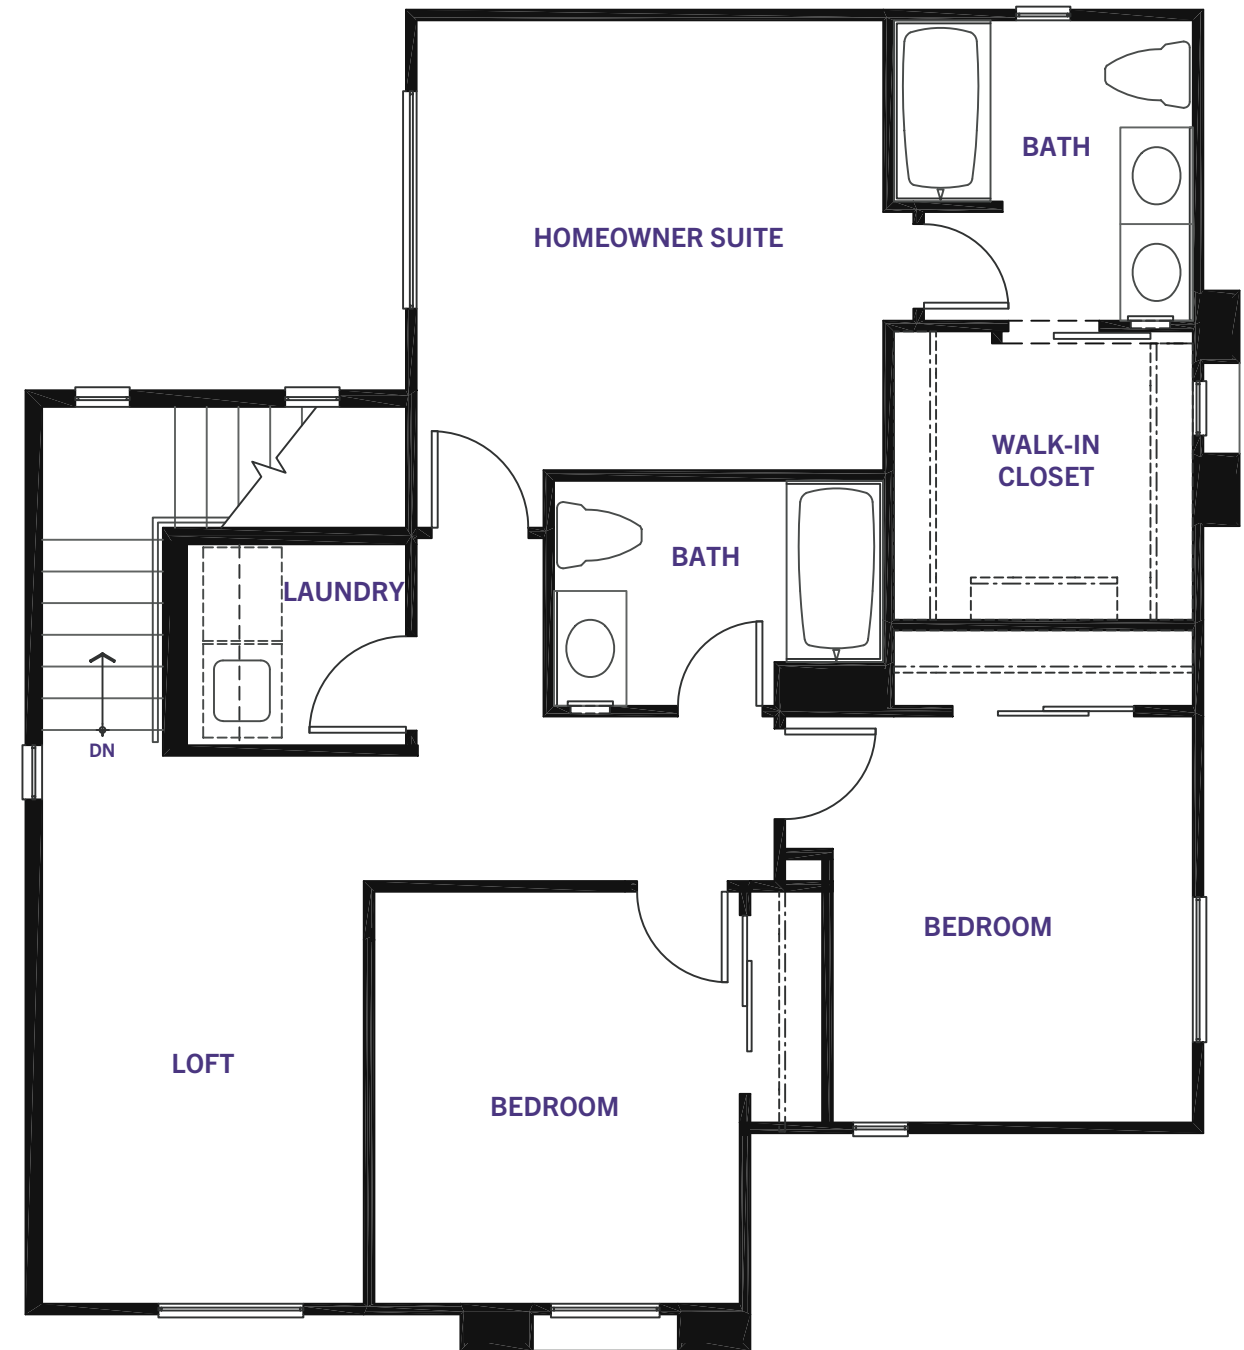 BATH
HOMEOWNER SUITE
WALK-IN
CLOSET
BATH
LAUNDRY
DN
BEDROOM
LOFT
BEDROOM